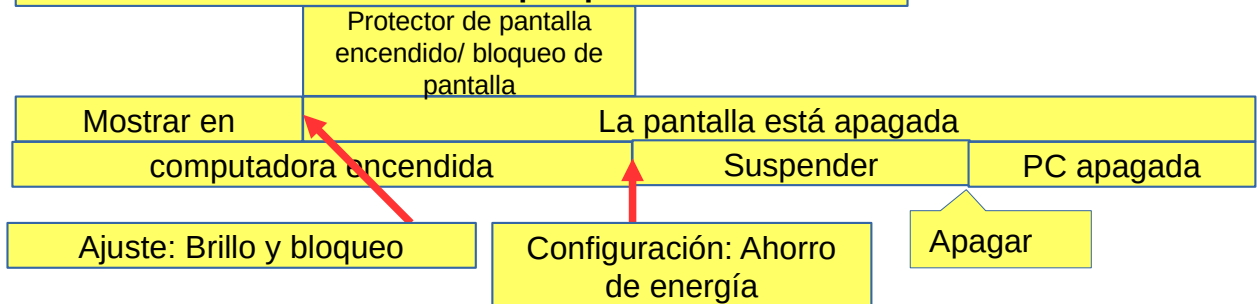 Protector de pantalla
encendido/ bloqueo de
pantalla
Mostrar en
La pantalla está apagada
computadora encendida
Suspender
PC apagada
Ajuste: Brillo y bloqueo
Configuración: Ahorro
de energía
Apagar